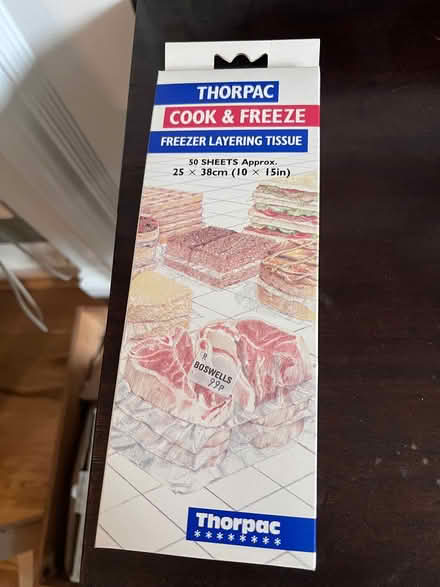 THORPAC
COOK & FREEZE
FREEZER LAYERING TISSUE
50 SHEETS Approx.
25 × 38cm (10 × 15in)
R
BOSWELLS
99p
Thorpac
********